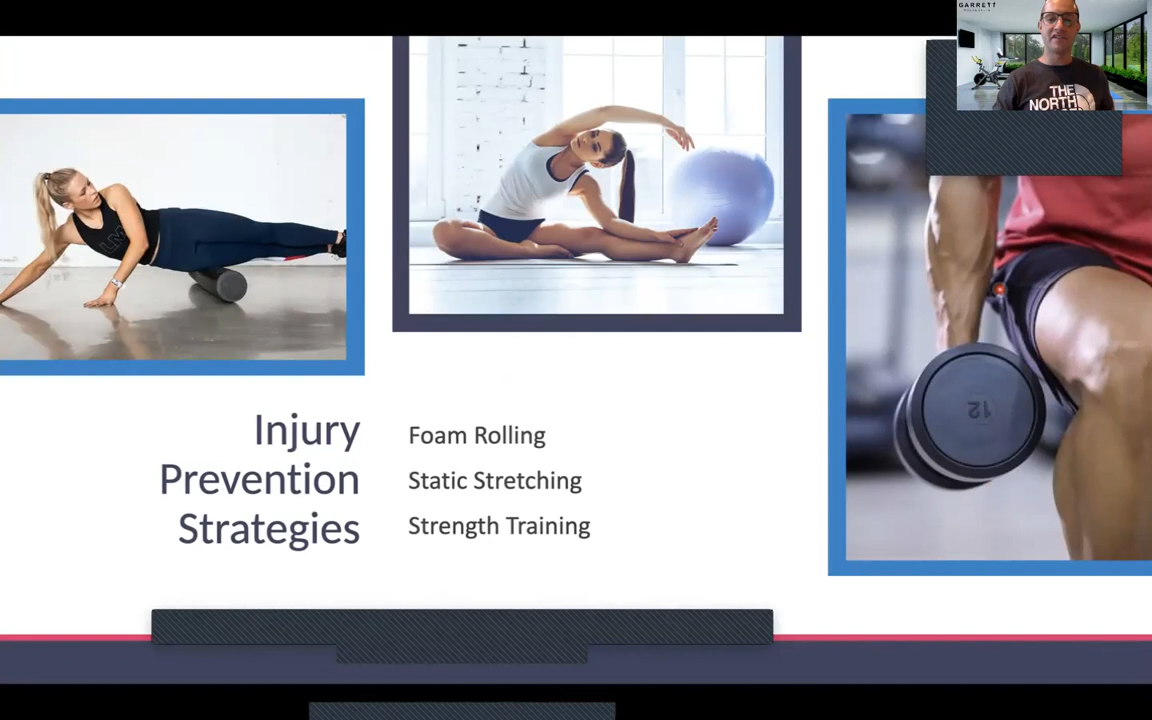 GARRETT
THE
NORTH
Injury
Prevention
Strategies
Foam Rolling
Static Stretching
Strength Training
12